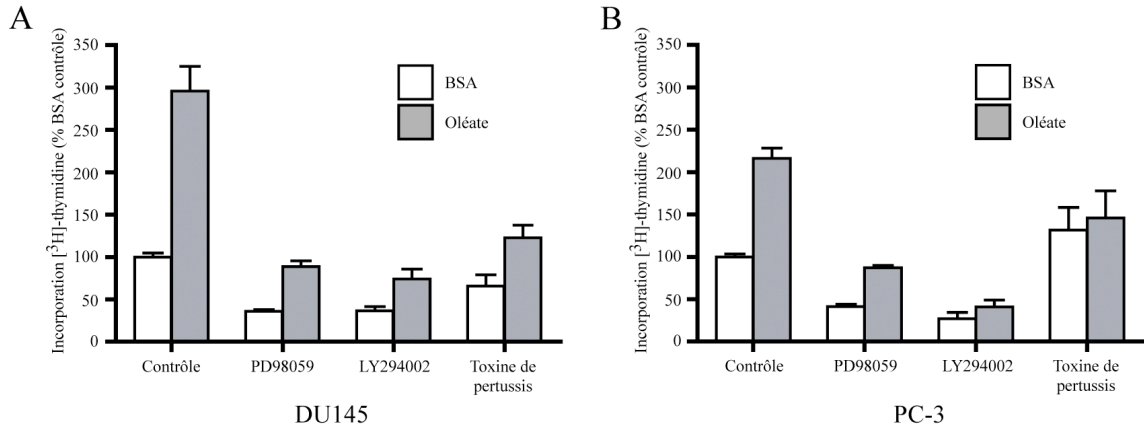 A
Incorporation [³H]-thymidine (% BSA contrôle)
350
300
250
200
150
100
50
0
BSA
Oléate
Contrôle
PD98059
LY294002
Toxine de
pertussis
DU145
B
Incorporation [³H]-thymidine (% BSA contrôle)
350
300
250
200
150
100
50
0
BSA
Oléate
Contrôle
PD98059
LY294002
Toxine de
pertussis
PC-3